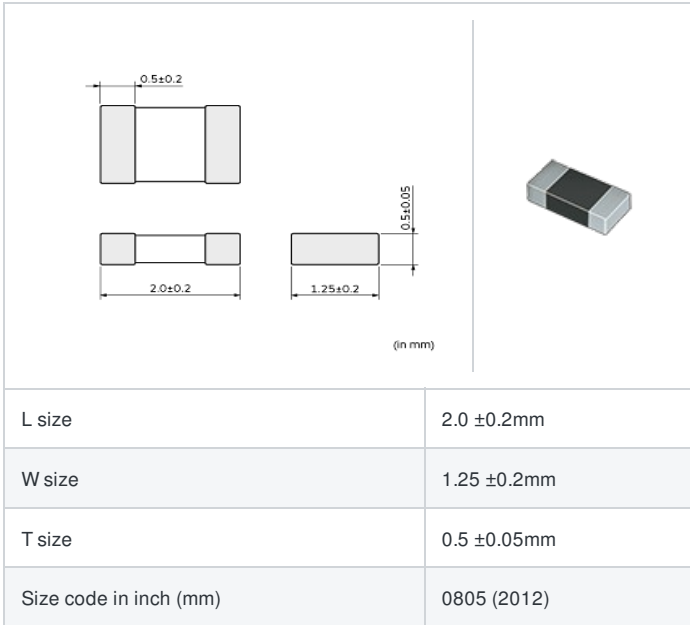 0.5±0.2
0.5±0.05
2.0±0.2
1.25±0.2
(in mm)
L size 2.0 ±0.2mm
W size 1.25 ±0.2mm
T size 0.5 ±0.05mm
Size code in inch (mm) 0805 (2012)